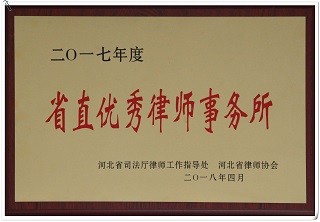 二〇一七年度
省直优秀律师事务所
河北省司法厅律师工作指导处　河北省律师协会
二〇一八年四月